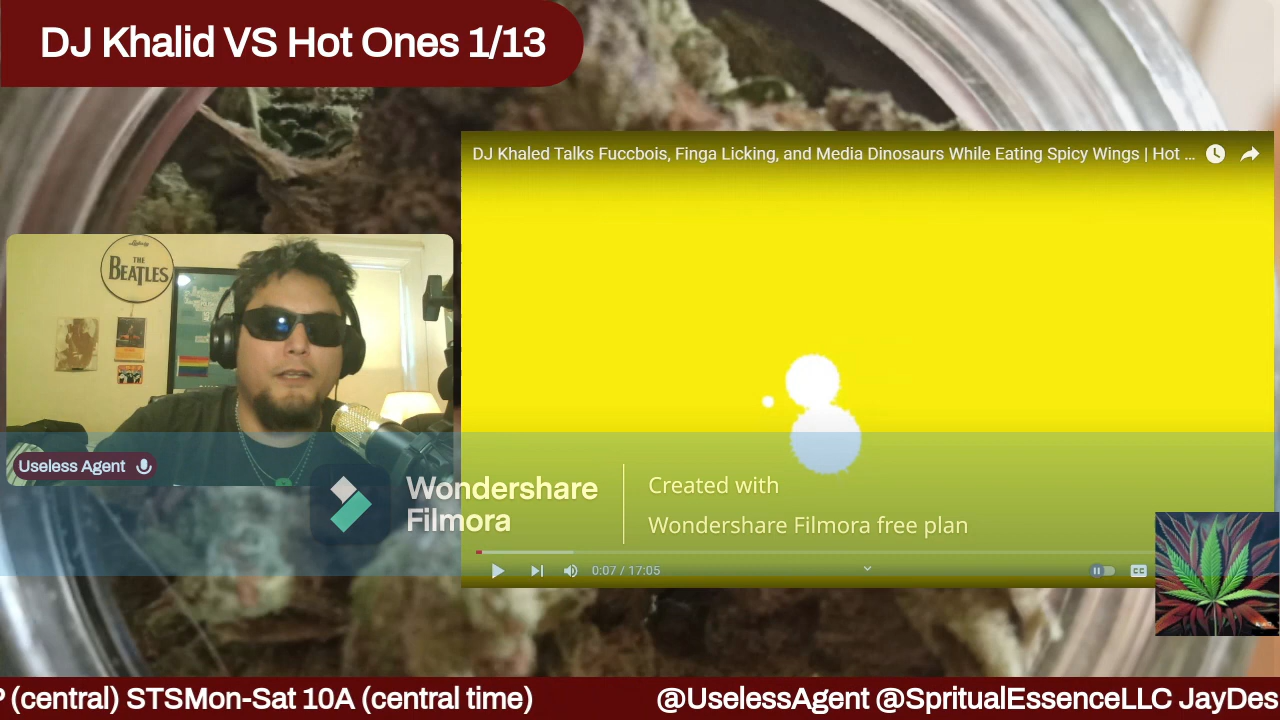 DJ Khalid VS Hot Ones 1/13
DJ Khaled Talks Fuccbois, Finga Licking, and Media Dinosaurs While Eating Spicy Wings | Hot ...
THE
BEATLES
Useless Agent
Wondershare
Filmora
Created with
Wondershare Filmora free plan
0:07 / 17:05
CC
P (central) STSMon-Sat 10A (central time)
@UselessAgent @SpritualEssenceLLC JayDes